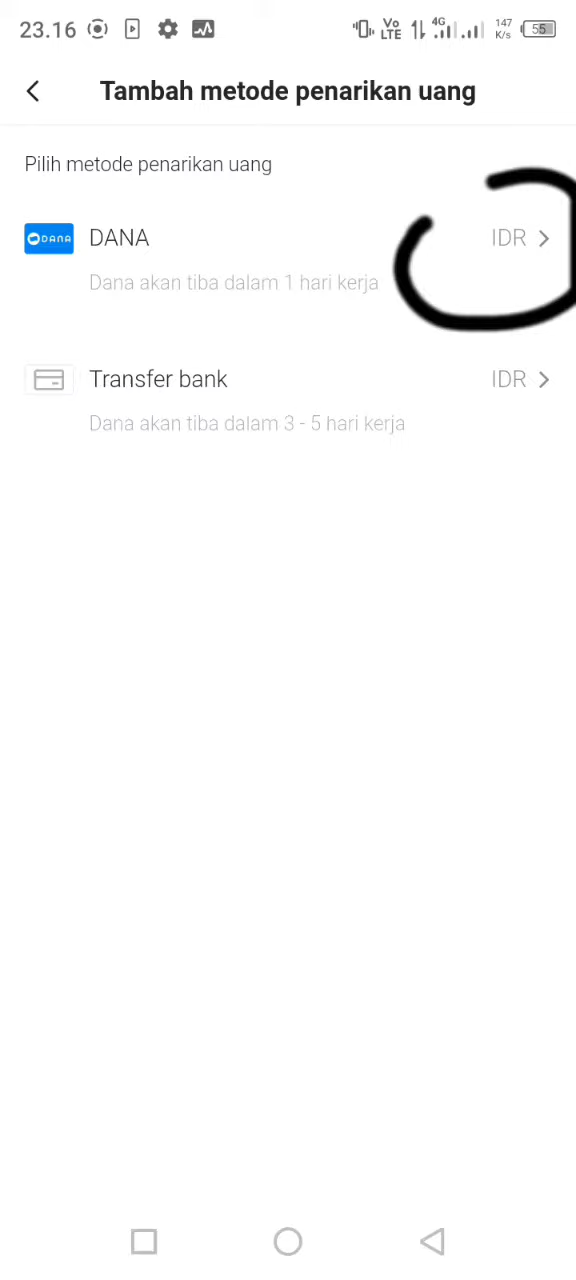 23.16 Vo LTE 4G 147 K/s 55
Tambah metode penarikan uang
Pilih metode penarikan uang
DANA DANA IDR
Dana akan tiba dalam 1 hari kerja
Transfer bank IDR
Dana akan tiba dalam 3 - 5 hari kerja